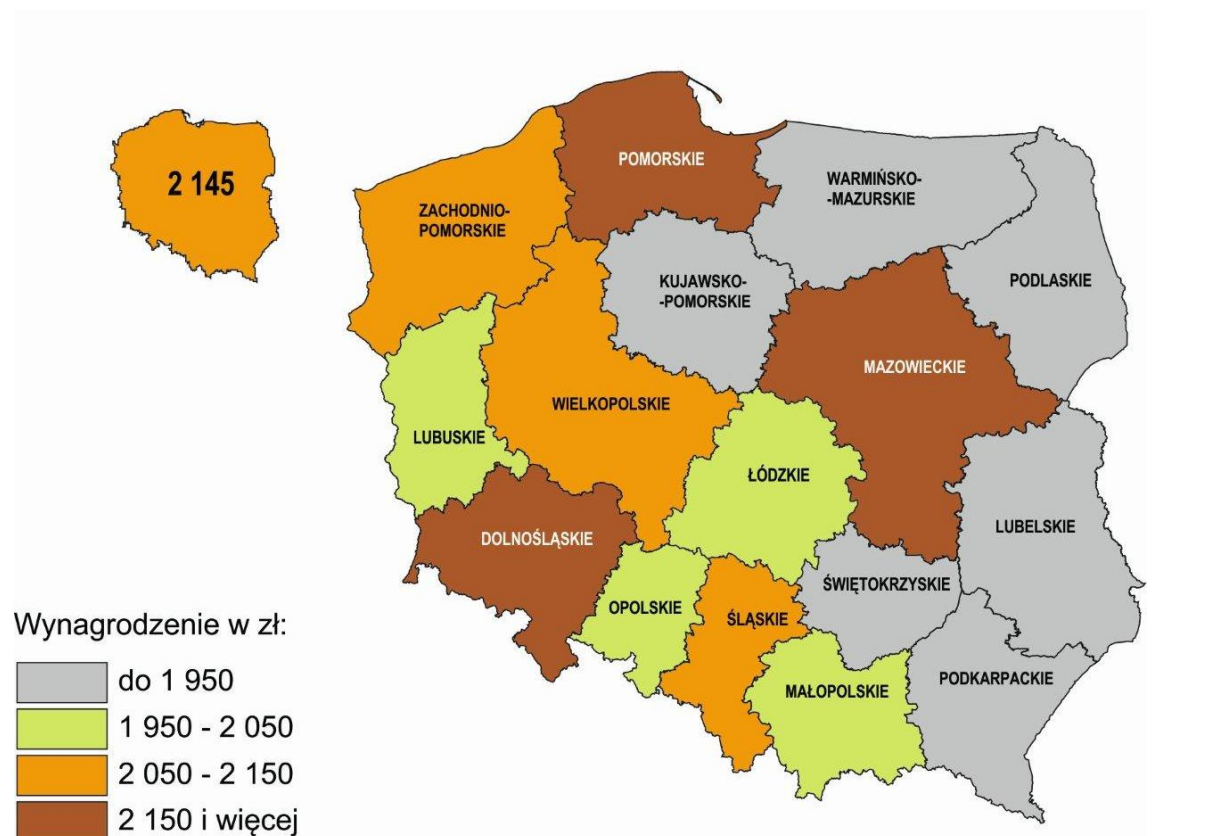 2 145
POMORSKIE
WARMIŃSKO-
-MAZURSKIE
ZACHODNIO-
POMORSKIE
KUJAWSKO-
-POMORSKIE
PODLASKIE
MAZOWIECKIE
WIELKOPOLSKIE
LUBUSKIE
ŁÓDZKIE
LUBELSKIE
DOLNOŚLĄSKIE
ŚWIĘTOKRZYSKIE
OPOLSKIE
ŚLĄSKIE
PODKARPACKIE
MAŁOPOLSKIE
Wynagrodzenie w zł:
do 1 950
1 950 - 2 050
2 050 - 2 150
2 150 i więcej